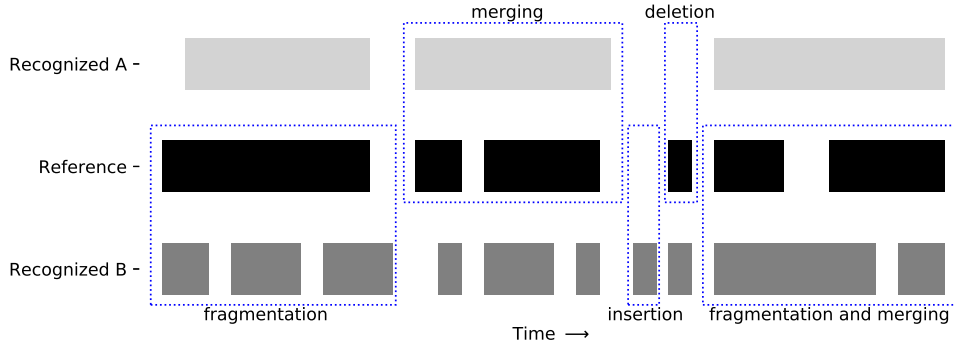 merging
deletion
Recognized A
Reference
Recognized B
fragmentation
insertion
fragmentation and merging
Time ⟶